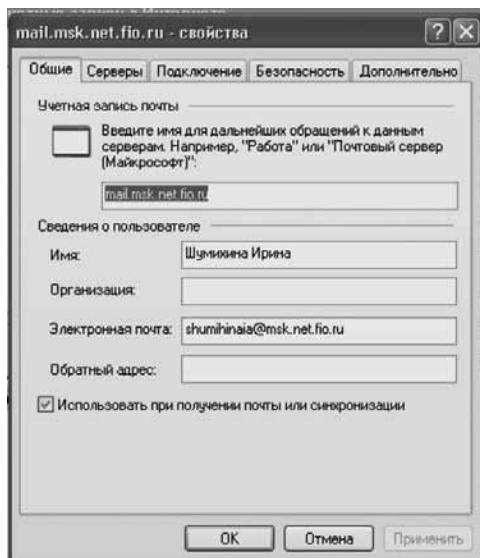 mail.msk.net.fio.ru - свойства
Общие Серверы Подключение Безопасность Дополнительно
Учетная запись почты
Введите имя для дальнейших обращений к данным
серверам. Например, "Работа" или "Почтовый сервер
(Майкрософт)":
mail.msk.net.fio.ru
Сведения о пользователе
Имя: Шумихина Ирина
Организация:
Электронная почта: shumihinaia@msk.net.fio.ru
Обратный адрес:
Использовать при получении почты или синхронизации
OK Отмена Применить